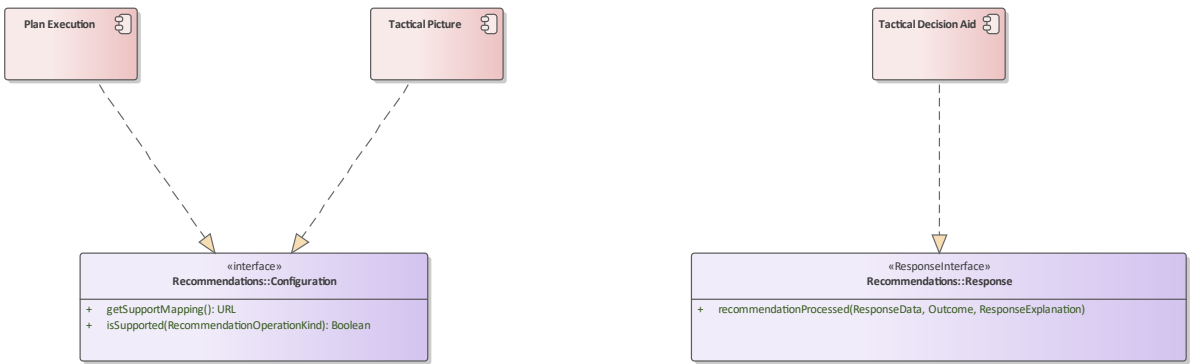 Plan Execution
Tactical Picture
Tactical Decision Aid
«interface»
Recommendations::Configuration
+ getSupportMapping(): URL
+ isSupported(RecommendationOperationKind): Boolean
«ResponseInterface»
Recommendations::Response
+ recommendationProcessed(ResponseData, Outcome, ResponseExplanation)